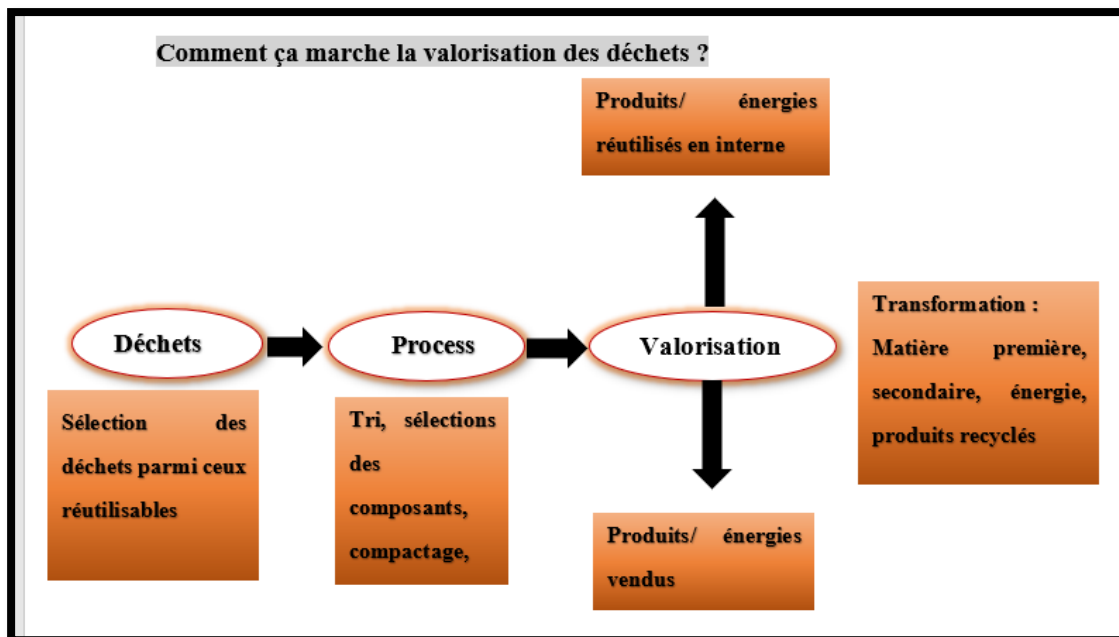 Comment ça marche la valorisation des déchets ?
Produits/ énergies
réutilisés en interne
Déchets
Process
Valorisation
Transformation :
Matière première,
secondaire, énergie,
produits recyclés
Sélection des
déchets parmi ceux
réutilisables
Tri, sélections
des
composants,
compactage,
Produits/ énergies
vendus